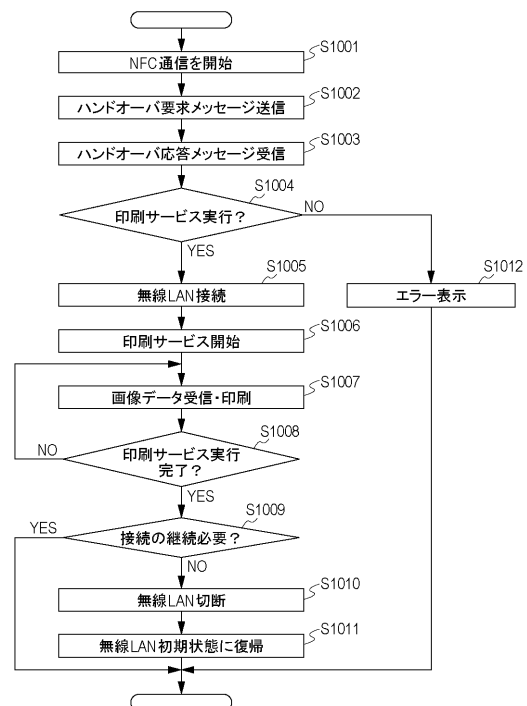 NFC通信を開始
S1001
ハンドオーバ要求メッセージ送信
S1002
ハンドオーバ応答メッセージ受信
S1003
印刷サービス実行？
S1004
NO
YES
無線LAN接続
S1005
エラー表示
S1012
印刷サービス開始
S1006
画像データ受信・印刷
S1007
印刷サービス実行
完了？
S1008
NO
YES
接続の継続必要？
S1009
YES
NO
無線LAN切断
S1010
無線LAN初期状態に復帰
S1011